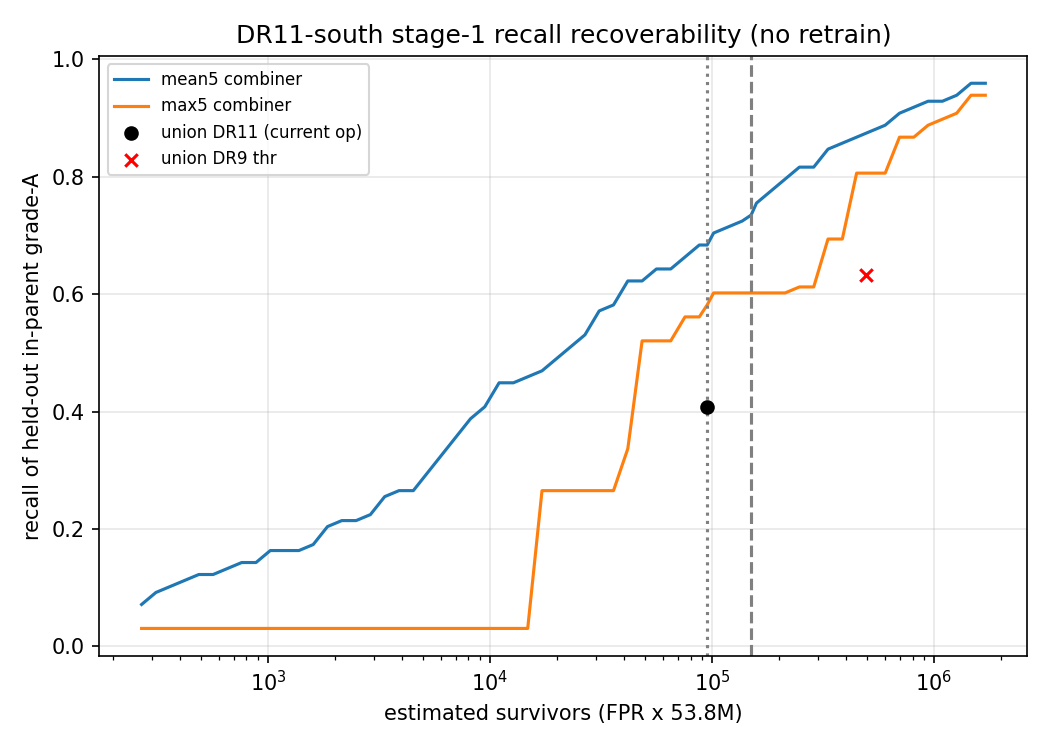 DR11-south stage-1 recall recoverability (no retrain)
mean5 combiner
max5 combiner
union DR11 (current op)
union DR9 thr
recall of held-out in-parent grade-A
1.0
0.8
0.6
0.4
0.2
0.0
10³ 10⁴ 10⁵ 10⁶
estimated survivors (FPR x 53.8M)